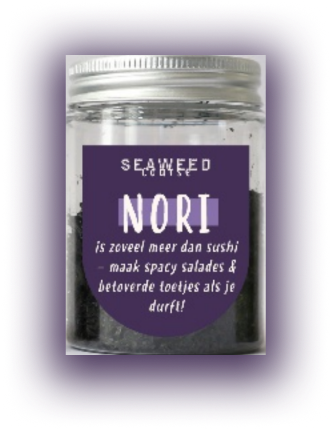 SEAWEED
NORI
is zoveel meer dan sushi
- maak spacy salades &
betoverde toetjes als je
durft!